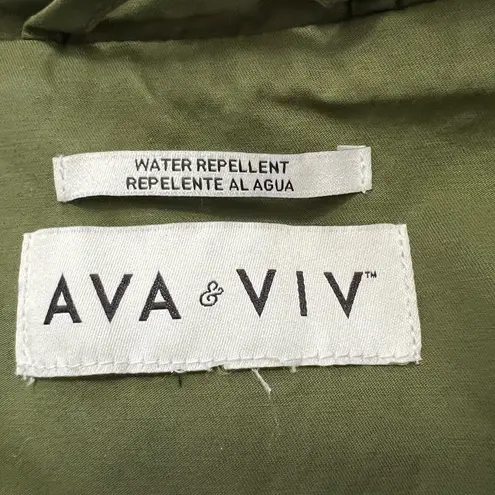 WATER REPELLENT
REPELENTE AL AGUA
AVA & VIV™